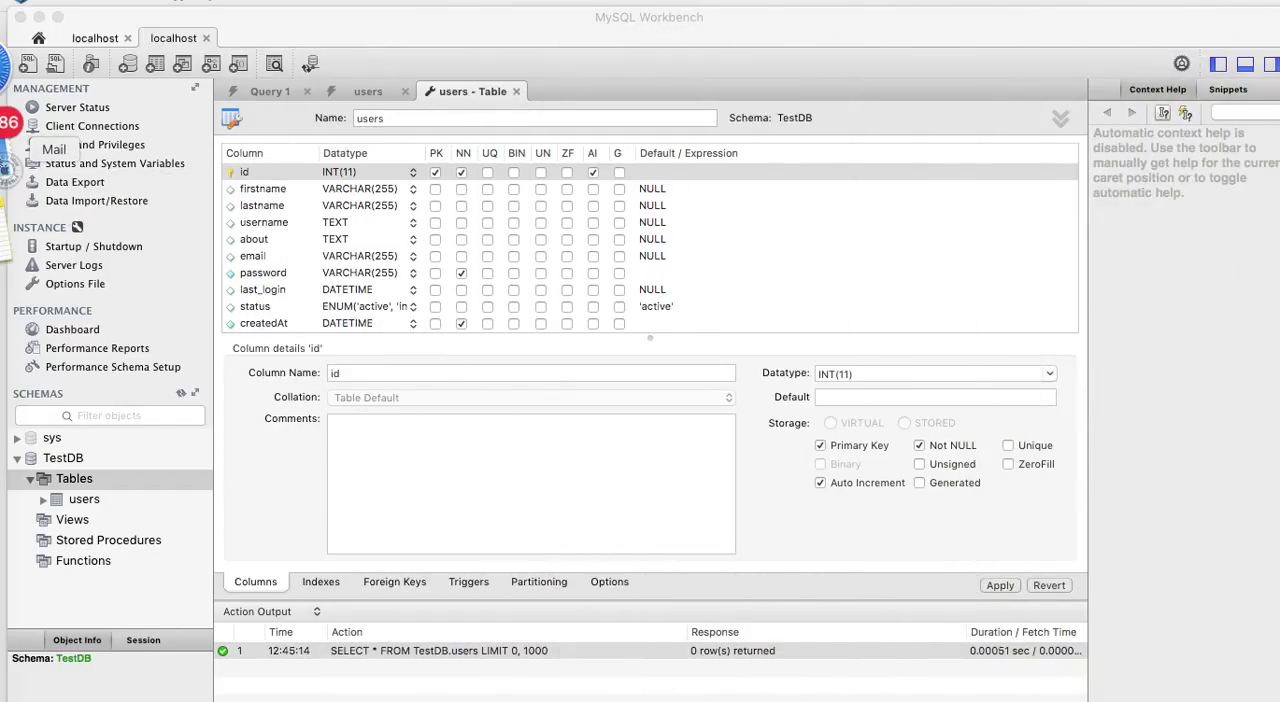 MySQL Workbench
localhost
localhost
MANAGEMENT
Server Status
Client Connections
and Privileges
Status and System Variables
Data Export
Data Import/Restore
86
Mail
INSTANCE
Startup / Shutdown
Server Logs
Options File
PERFORMANCE
Dashboard
Performance Reports
Performance Schema Setup
SCHEMAS
Filter objects
sys
TestDB
Tables
users
Views
Stored Procedures
Functions
Object Info Session
Schema: TestDB
Query 1 users users - Table
Name: users Schema: TestDB
Column Datatype PK NN UQ BIN UN ZF AI G Default / Expression
id INT(11)
firstname VARCHAR(255) NULL
lastname VARCHAR(255) NULL
username TEXT NULL
about TEXT NULL
email VARCHAR(255) NULL
password VARCHAR(255)
last_login DATETIME NULL
status ENUM('active', 'in 'active'
createdAt DATETIME
Column details 'id'
Column Name: id Datatype: INT(11)
Collation: Table Default Default
Comments: Storage: VIRTUAL STORED
Primary Key Not NULL Unique
Binary Unsigned ZeroFill
Auto Increment Generated
Columns Indexes Foreign Keys Triggers Partitioning Options Apply Revert
Action Output
Time Action Response Duration / Fetch Time
1 12:45:14 SELECT * FROM TestDB.users LIMIT 0, 1000 0 row(s) returned 0.00051 sec / 0.0000...
Context Help Snippets
Automatic context help is
disabled. Use the toolbar to
manually get help for the current
caret position or to toggle
automatic help.